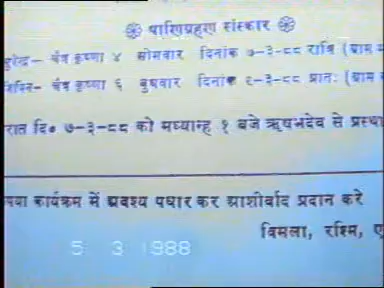 पाणिग्रहण संस्कार
सुरेन्द्र- चैत्र कृष्णा ४ सोमवार दिनांक ७-३-८८ रात्रि (ग्राम
चैत्र कृष्णा ६ बुधवार दिनांक ९-३-८८ प्रातः (ग्राम
रात दि० ७-३-८८ को मध्यान्ह १ बजे ऋषभदेव से प्रस्था
पया कार्यक्रम में अवश्य पधार कर आशीर्वाद प्रदान करे
विमला, रश्मि,
5 3 1988